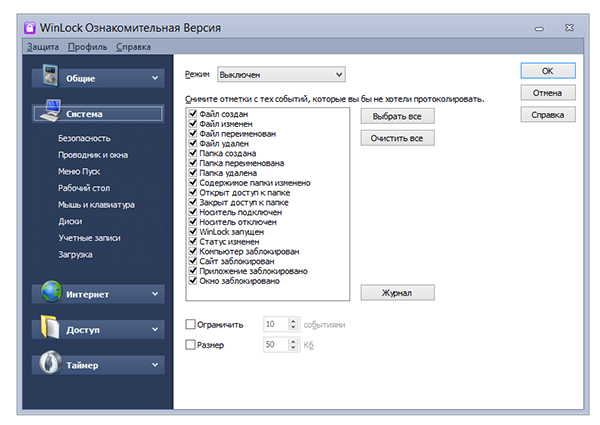 WinLock Ознакомительная Версия
Защита Профиль Справка
Общие
Система
Безопасность
Проводник и окна
Меню Пуск
Рабочий стол
Мышь и клавиатура
Диски
Учетные записи
Загрузка
Интернет
Доступ
Таймер
Режим Выключен
Снимите отметки с тех событий, которые вы бы не хотели протоколировать.
Файл создан
Файл изменен
Файл переименован
Файл удален
Папка создана
Папка переименована
Папка удалена
Содержимое папки изменено
Открыт доступ к папке
Закрыт доступ к папке
Носитель подключен
Носитель отключен
WinLock запущен
Статус изменен
Компьютер заблокирован
Сайт заблокирован
Приложение заблокировано
Окно заблокировано
Выбрать все
Очистить все
Журнал
Ограничить 10 событиями
Размер 50 Кб
OK
Отмена
Справка